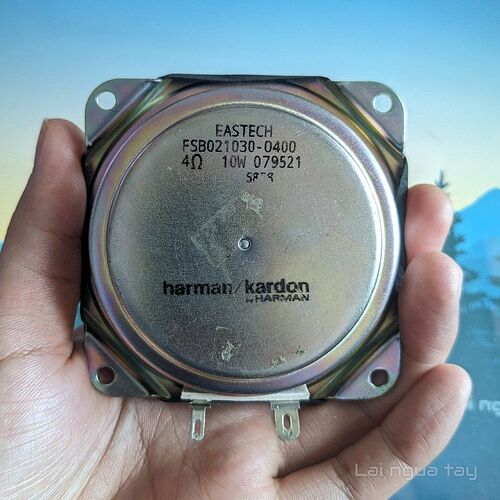 EASTECH
FSB021030-0400
4Ω 10W 079521
harman/kardon
by HARMAN
Lai ngua tay